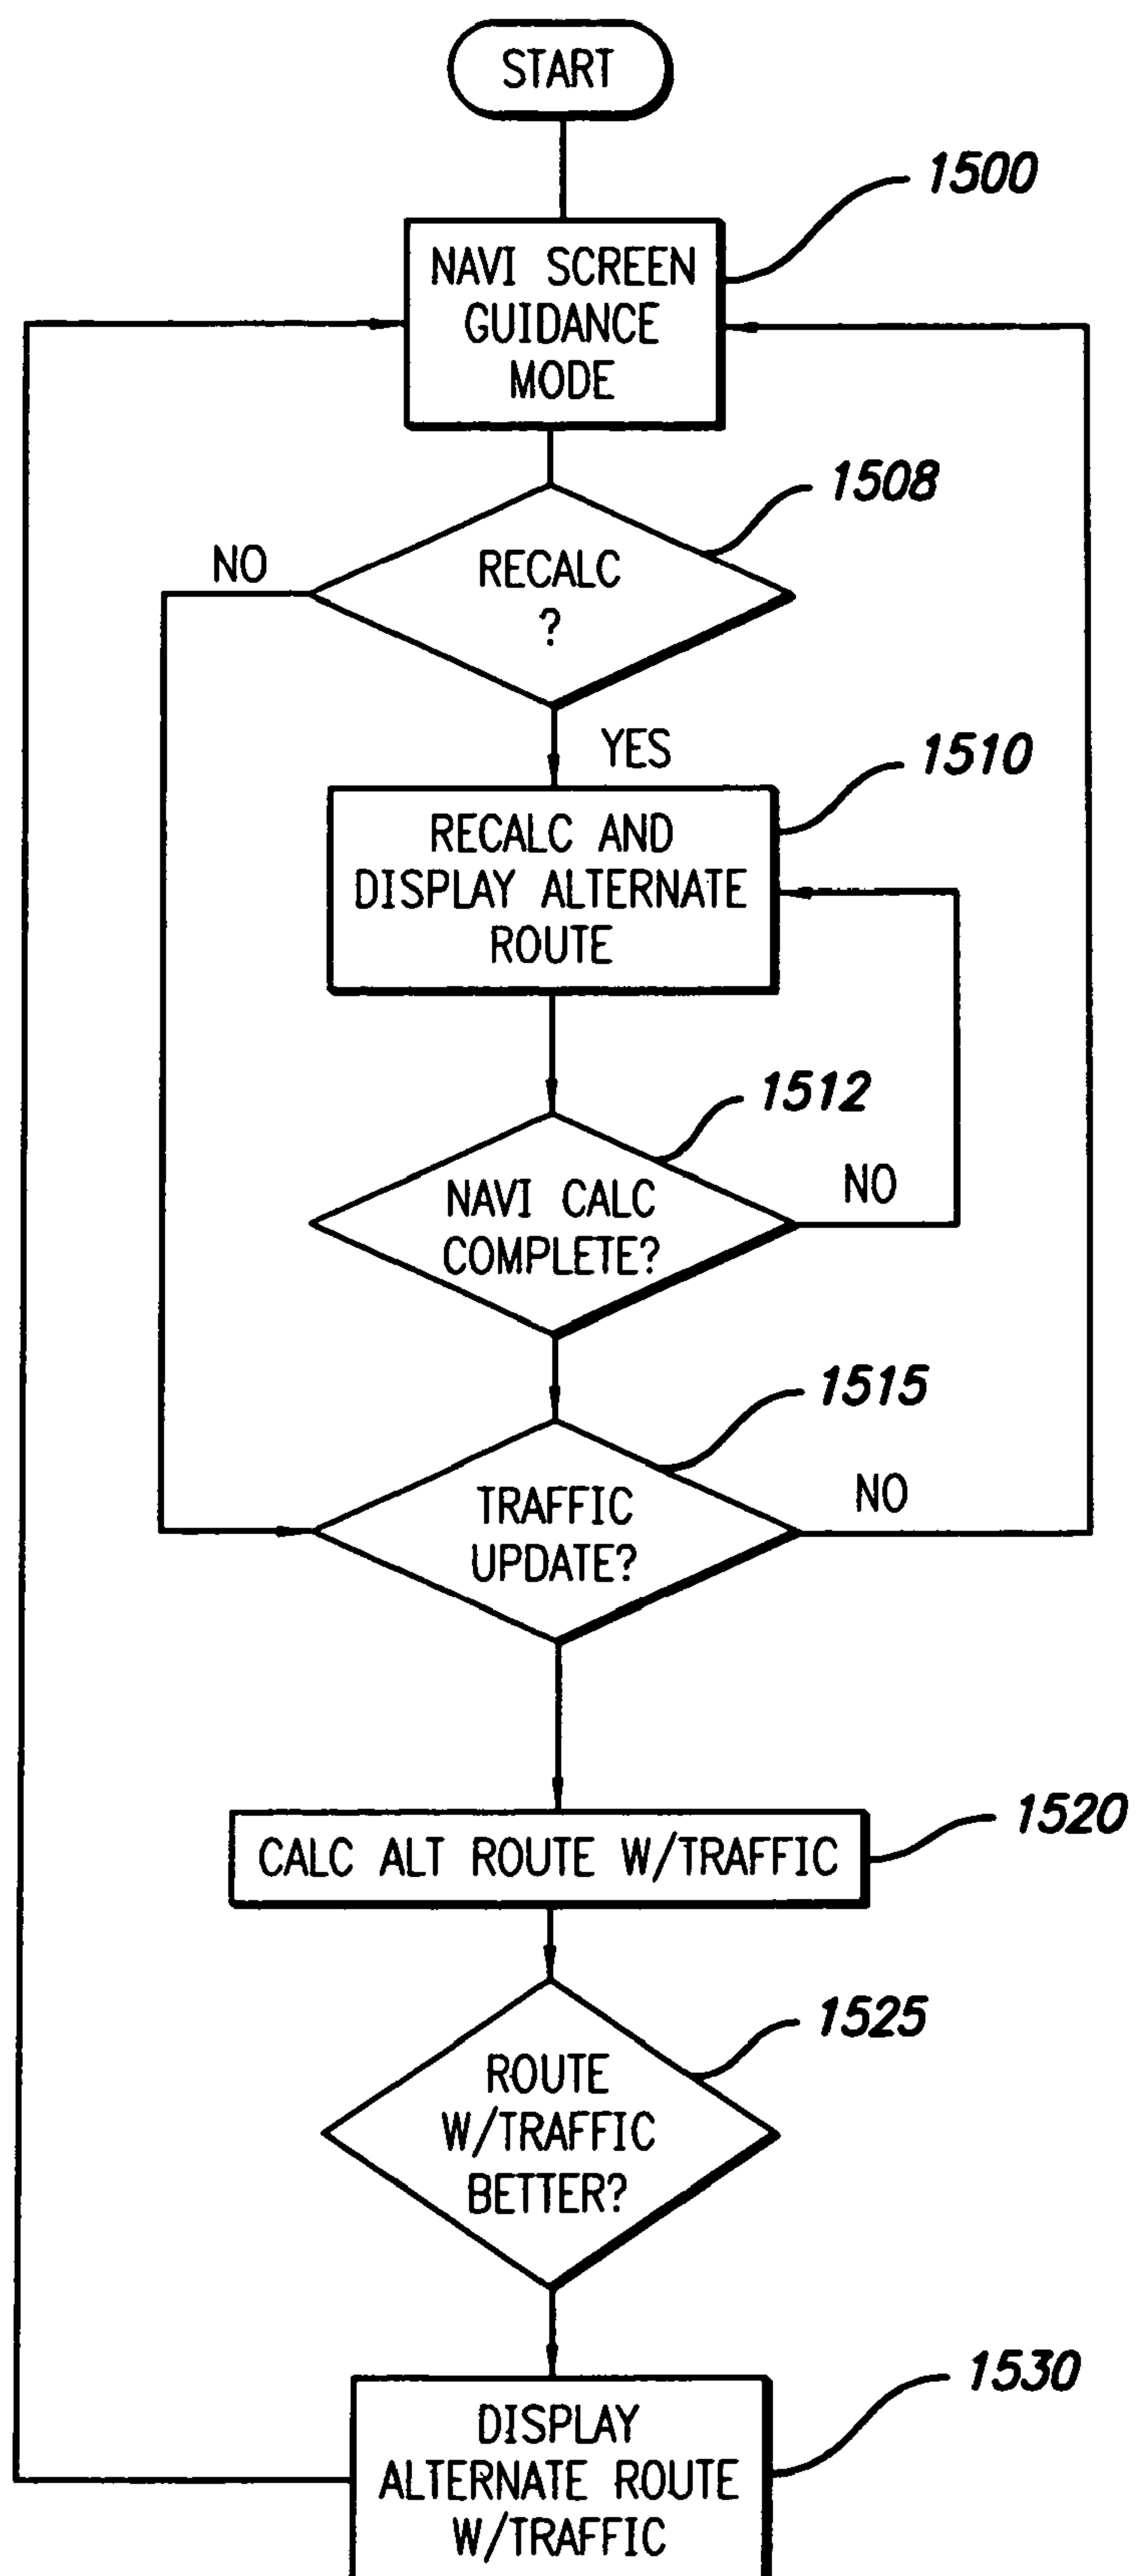 START
1500
NAVI SCREEN
GUIDANCE
MODE
1508
NO
RECALC
?
YES
1510
RECALC AND
DISPLAY ALTERNATE
ROUTE
1512
NO
NAVI CALC
COMPLETE?
1515
NO
TRAFFIC
UPDATE?
1520
CALC ALT ROUTE W/TRAFFIC
1525
ROUTE
W/TRAFFIC
BETTER?
1530
DISPLAY
ALTERNATE ROUTE
W/TRAFFIC